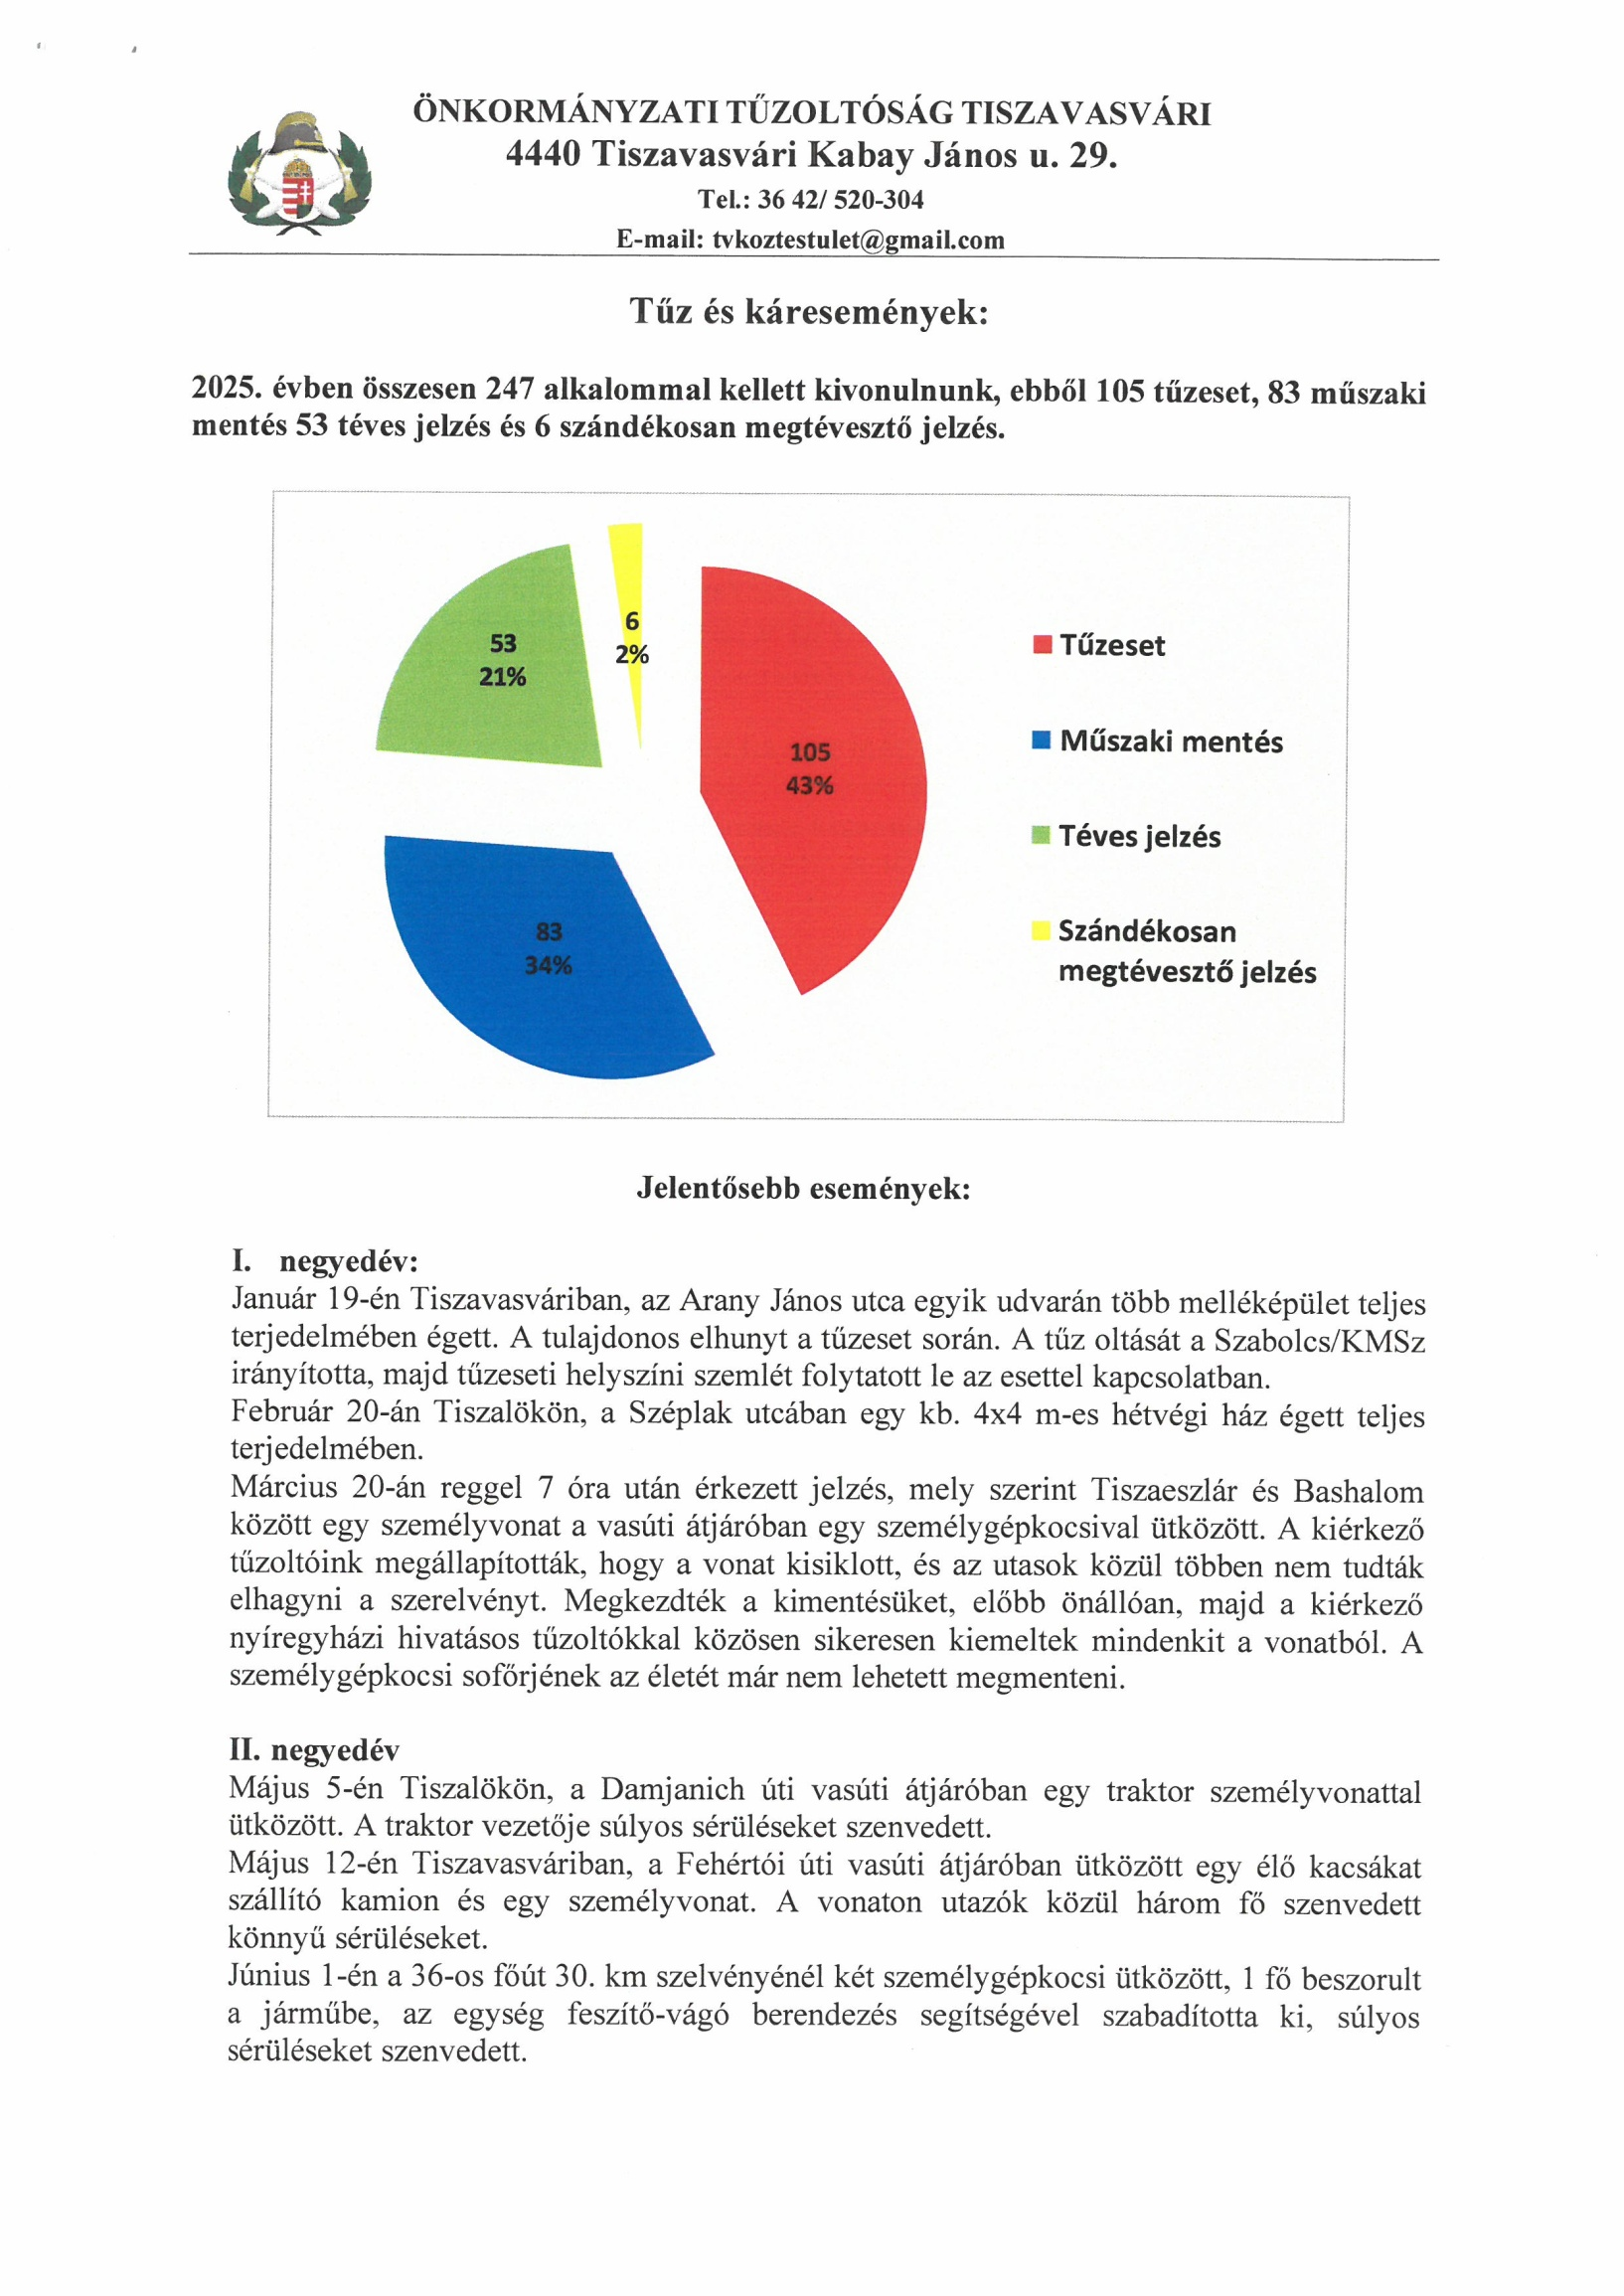 ÖNKORMÁNYZATI TŰZOLTÓSÁG TISZAVASVÁRI
4440 Tiszavasvári Kabay János u. 29.
Tel.: 36 42/ 520-304
E-mail: tvkoztestulet@gmail.com
Tűz és káresemények:
2025. évben összesen 247 alkalommal kellett kivonulnunk, ebből 105 tűzeset, 83 műszaki
mentés 53 téves jelzés és 6 szándékosan megtévesztő jelzés.
6
2%
53
21%
105
43%
83
34%
Tűzeset
Műszaki mentés
Téves jelzés
Szándékosan
megtévesztő jelzés
Jelentősebb események:
I. negyedév:
Január 19-én Tiszavasváriban, az Arany János utca egyik udvarán több melléképület teljes
terjedelmében égett. A tulajdonos elhunyt a tűzeset során. A tűz oltását a Szabolcs/KMSz
irányította, majd tűzeseti helyszíni szemlét folytatott le az esettel kapcsolatban.
Február 20-án Tiszalökön, a Széplak utcában egy kb. 4x4 m-es hétvégi ház égett teljes
terjedelmében.
Március 20-án reggel 7 óra után érkezett jelzés, mely szerint Tiszaeszlár és Bashalom
között egy személyvonat a vasúti átjáróban egy személygépkocsival ütközött. A kiérkező
tűzoltóink megállapították, hogy a vonat kisiklott, és az utasok közül többen nem tudták
elhagyni a szerelvényt. Megkezdték a kimentésüket, előbb önállóan, majd a kiérkező
nyíregyházi hivatásos tűzoltókkal közösen sikeresen kiemeltek mindenkit a vonatból. A
személygépkocsi sofőrjének az életét már nem lehetett megmenteni.
II. negyedév
Május 5-én Tiszalökön, a Damjanich úti vasúti átjáróban egy traktor személyvonattal
ütközött. A traktor vezetője súlyos sérüléseket szenvedett.
Május 12-én Tiszavasváriban, a Fehértói úti vasúti átjáróban ütközött egy élő kacsákat
szállító kamion és egy személyvonat. A vonaton utazók közül három fő szenvedett
könnyű sérüléseket.
Június 1-én a 36-os főút 30. km szelvényénél két személygépkocsi ütközött, 1 fő beszorult
a járműbe, az egység feszítő-vágó berendezés segítségével szabadította ki, súlyos
sérüléseket szenvedett.